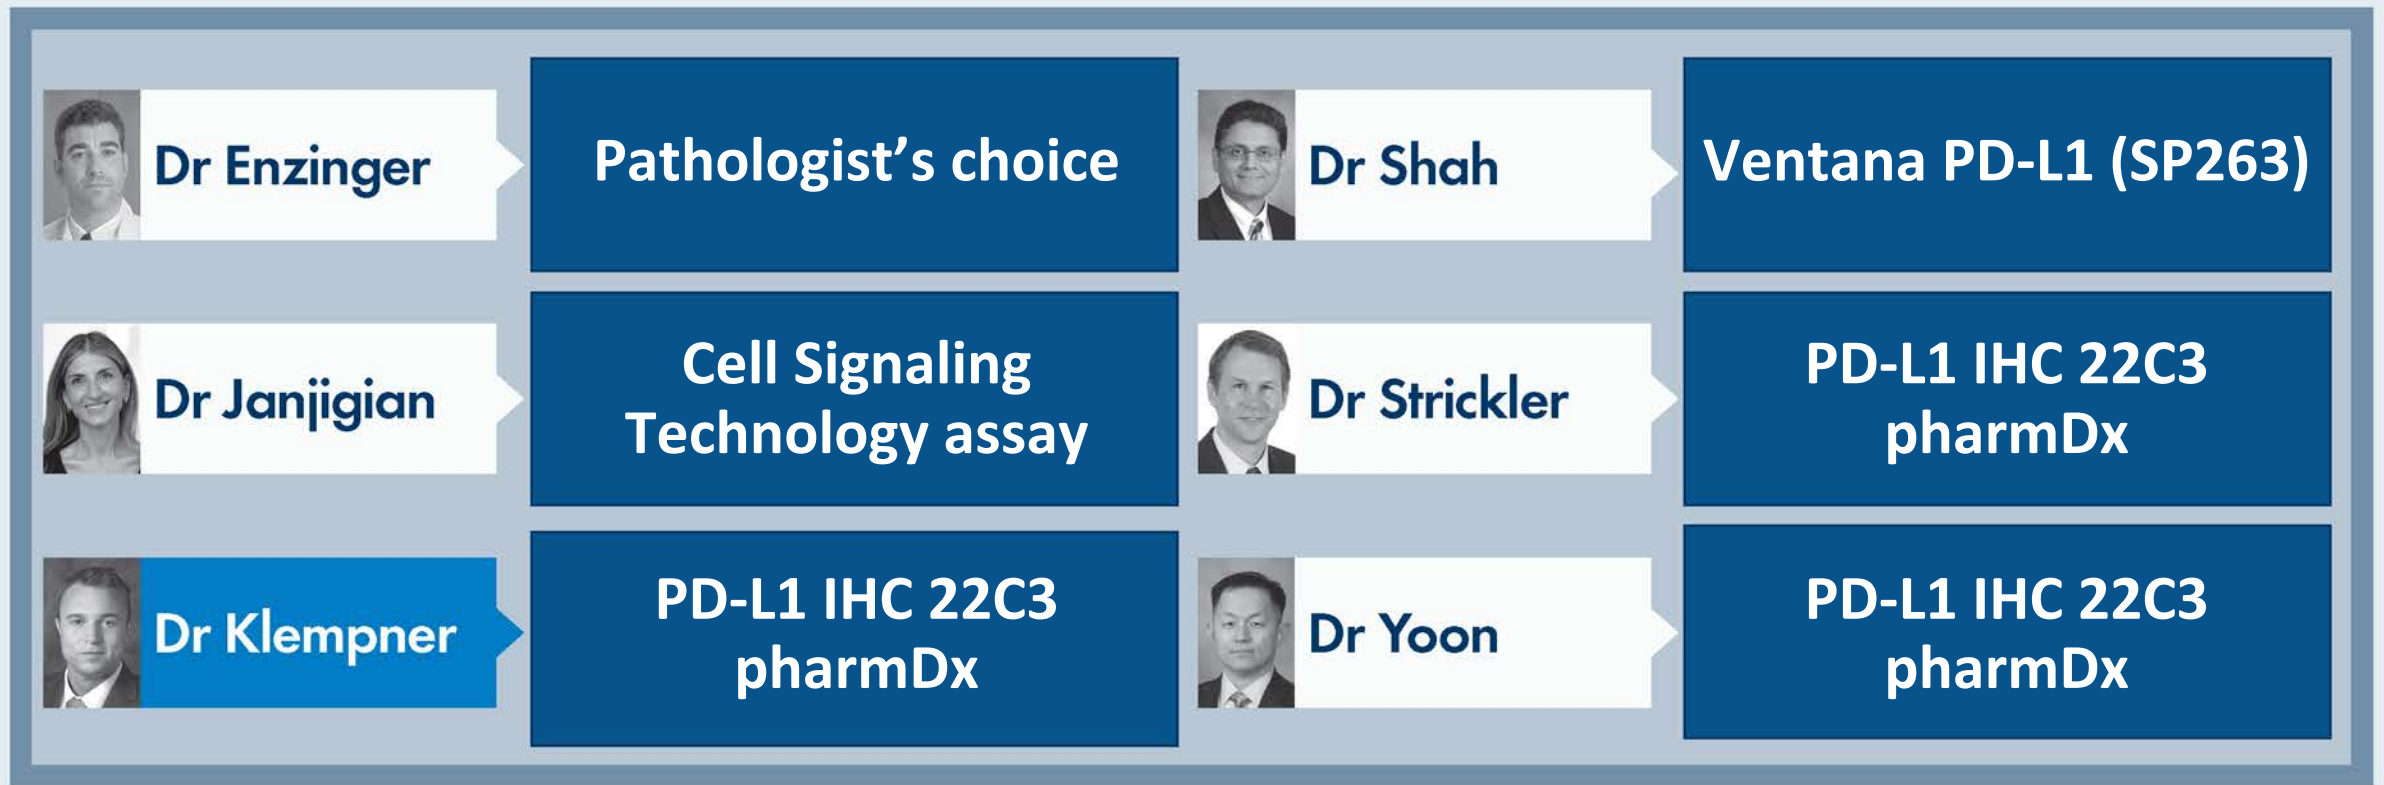 Dr Enzinger
Pathologist’s choice
Dr Shah
Ventana PD-L1 (SP263)
Dr Janjigian
Cell Signaling
Technology assay
Dr Strickler
PD-L1 IHC 22C3
pharmDx
Dr Klempner
PD-L1 IHC 22C3
pharmDx
Dr Yoon
PD-L1 IHC 22C3
pharmDx